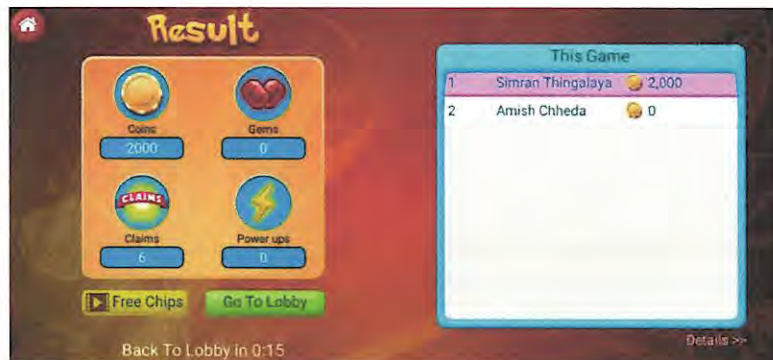 Result
Coins
2000
Gems
0
CLAIMS
Claims
6
Power ups
0
Free Chips
Go To Lobby
Back To Lobby in 0:15
This Game
1 Simran Thingalaya 2,000
2 Amish Chheda 0
Details >>